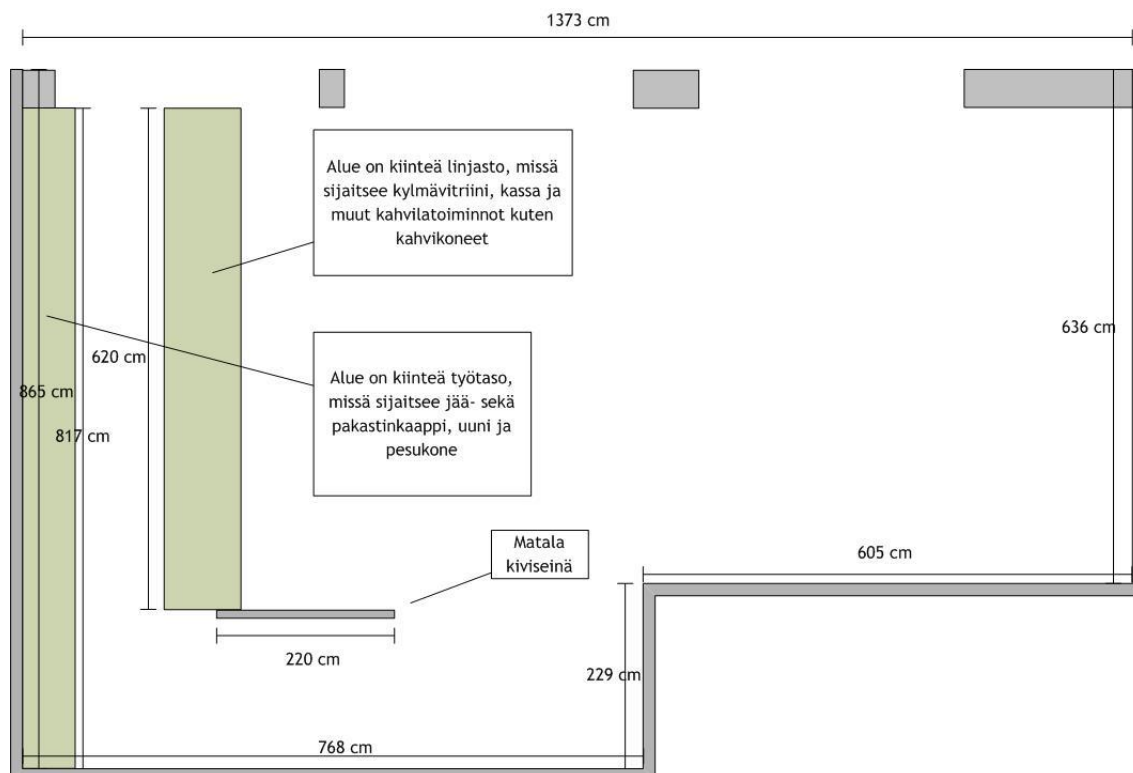 1373 cm
Alue on kiinteä linjasto, missä
sijaitsee kylmävitriini, kassa ja
muut kahvilatoiminnot kuten
kahvikoneet
636 cm
620 cm
Alue on kiinteä työtaso,
missä sijaitsee jää- sekä
pakastinkaappi, uuni ja
pesukone
865 cm
817 cm
Matala
kiviseinä
605 cm
220 cm
229 cm
768 cm